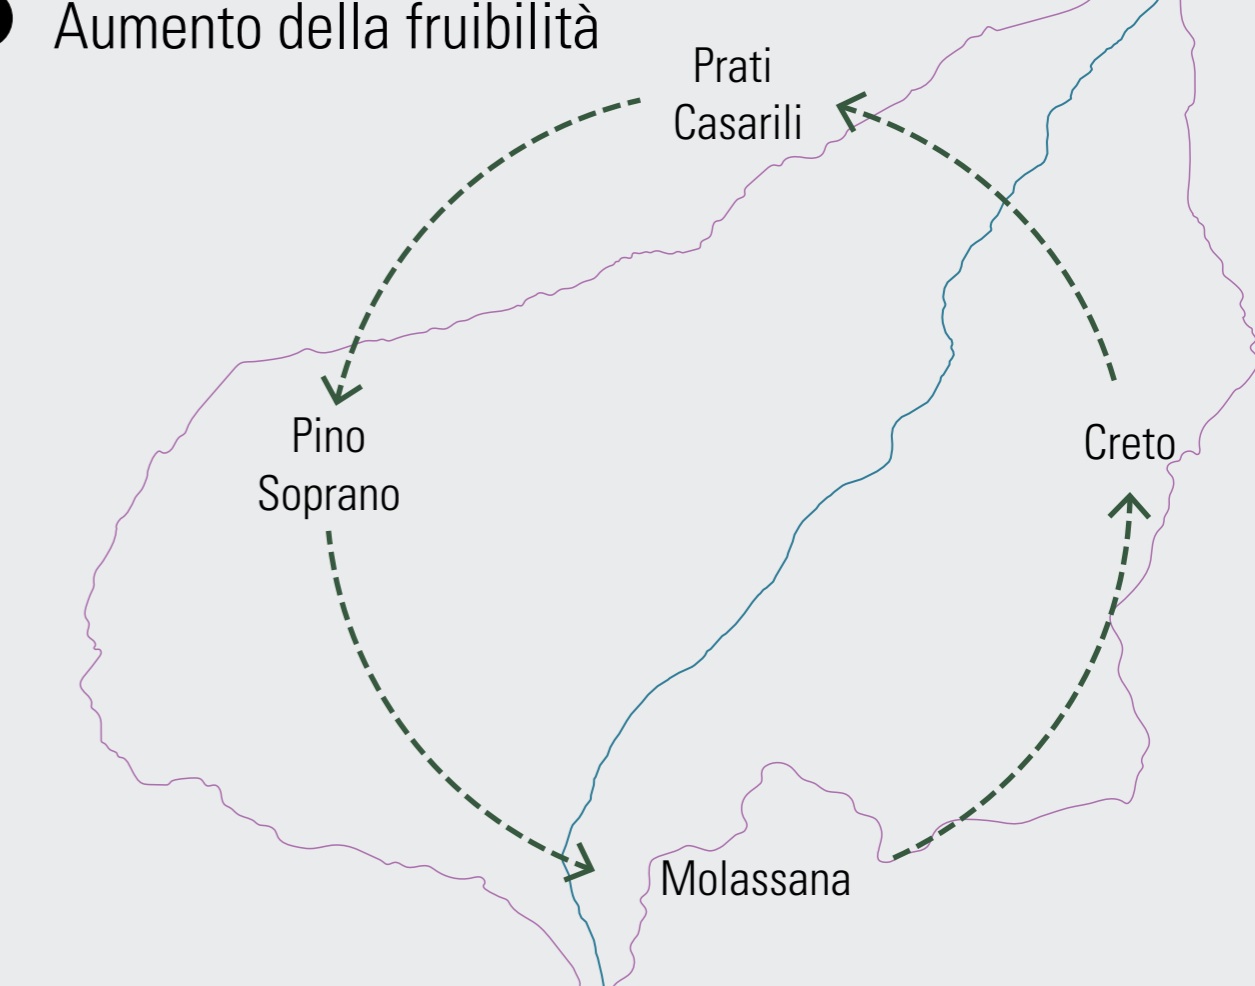 Aumento della fruibilità
Prati
Casarili
Pino
Soprano
Creto
Molassana